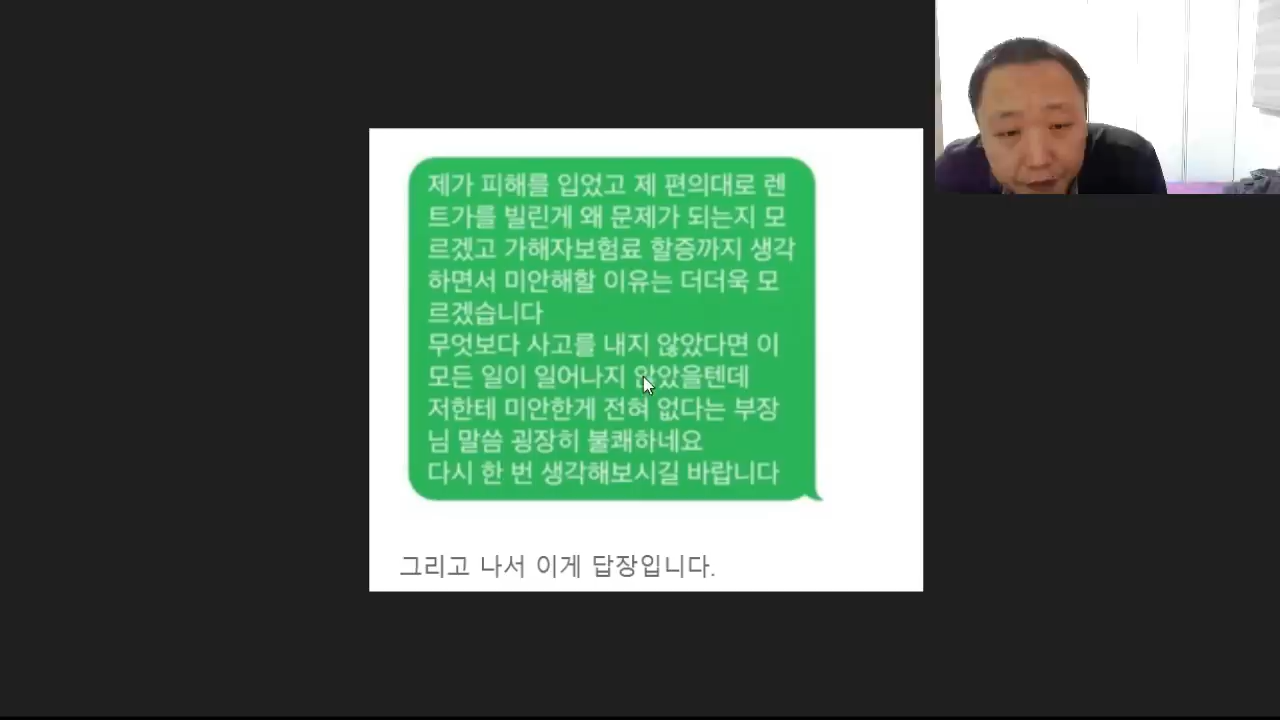 제가 피해를 입었고 제 편의대로 렌
트가를 빌린게 왜 문제가 되는지 모
르겠고 가해자보험료 할증까지 생각
하면서 미안해할 이유는 더더욱 모
르겠습니다
무엇보다 사고를 내지 않았다면 이
모든 일이 일어나지 않았을텐데
저한테 미안한게 전혀 없다는 부장
님 말씀 굉장히 불쾌하네요
다시 한 번 생각해보시길 바랍니다
그리고 나서 이게 답장입니다.